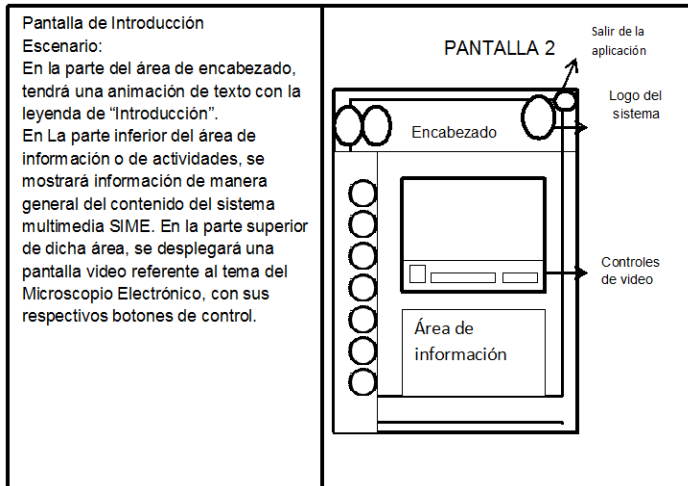 Pantalla de Introducción
Escenario:
En la parte del área de encabezado,
tendrá una animación de texto con la
leyenda de “Introducción”.
En La parte inferior del área de
información o de actividades, se
mostrará información de manera
general del contenido del sistema
multimedia SIME. En la parte superior
de dicha área, se desplegará una
pantalla video referente al tema del
Microscopio Electrónico, con sus
respectivos botones de control.
PANTALLA 2
Salir de la
aplicación
Logo del
sistema
Encabezado
Controles
de video
Área de
información